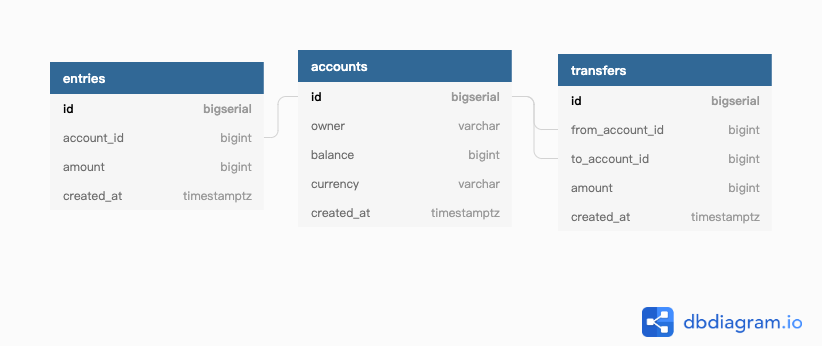 entries
id bigserial
account_id bigint
amount bigint
created_at timestamptz
accounts
id bigserial
owner varchar
balance bigint
currency varchar
created_at timestamptz
transfers
id bigserial
from_account_id bigint
to_account_id bigint
amount bigint
created_at timestamptz
dbdiagram.io